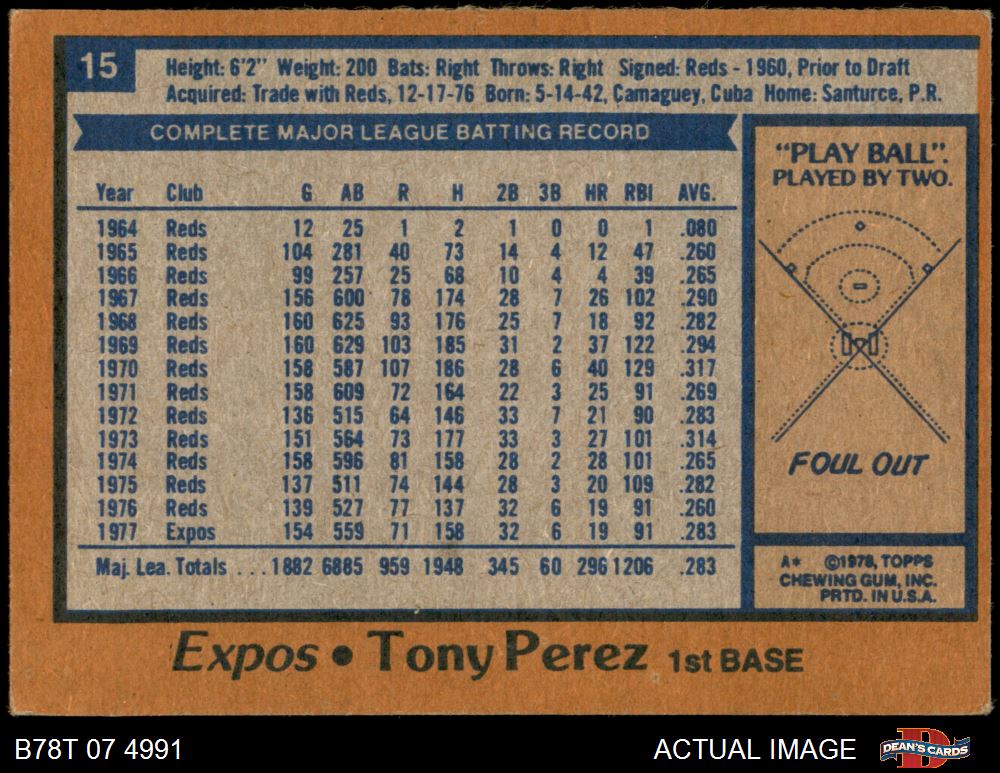 15
Height: 6'2" Weight: 200 Bats: Right Throws: Right Signed: Reds - 1960, Prior to Draft
Acquired: Trade with Reds, 12-17-76 Born: 5-14-42, Camaguey, Cuba Home: Santurce, P.R.
COMPLETE MAJOR LEAGUE BATTING RECORD
Year Club G AB R H 2B 3B HR RBI AVG.
1964 Reds 12 25 1 2 1 0 0 1 .080
1965 Reds 104 281 40 73 14 4 12 47 .260
1966 Reds 99 257 25 68 10 4 4 39 .265
1967 Reds 156 600 78 174 28 7 26 102 .290
1968 Reds 160 625 93 176 25 7 18 92 .282
1969 Reds 160 629 103 185 31 2 37 122 .294
1970 Reds 158 587 107 186 28 6 40 129 .317
1971 Reds 158 609 72 164 22 3 25 91 .269
1972 Reds 136 515 64 146 33 7 21 90 .283
1973 Reds 151 564 73 177 33 3 27 101 .314
1974 Reds 158 596 81 158 28 2 28 101 .265
1975 Reds 137 511 74 144 28 3 20 109 .282
1976 Reds 139 527 77 137 32 6 19 91 .260
1977 Expos 154 559 71 158 32 6 19 91 .283
Maj. Lea. Totals ... 1882 6885 959 1948 345 60 296 1206 .283
"PLAY BALL".
PLAYED BY TWO.
FOUL OUT
A* ©1978, TOPPS
CHEWING GUM, INC.
PRTD. IN U.S.A.
Expos • Tony Perez 1st BASE
B78T 07 4991
ACTUAL IMAGE
DEAN'S CARDS